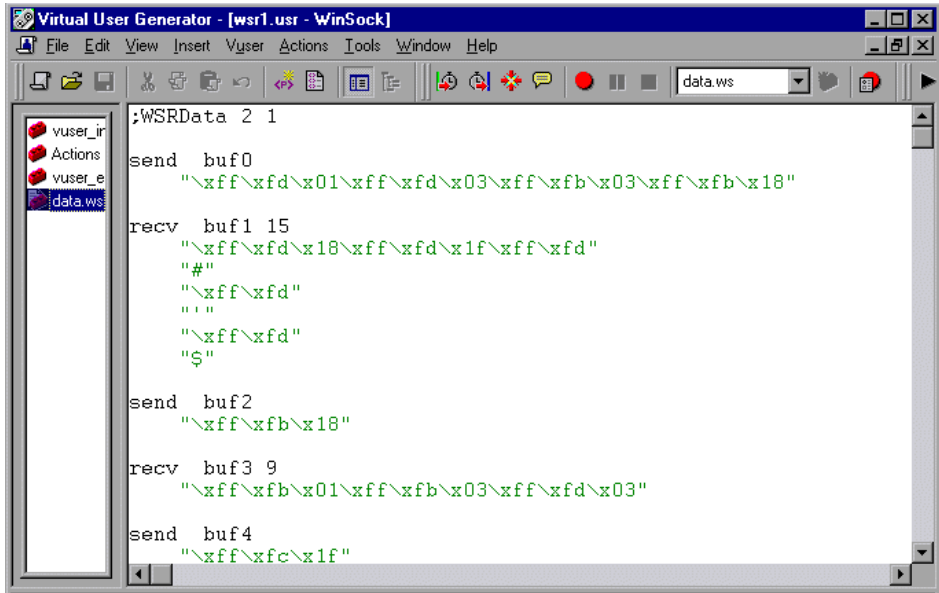 Virtual User Generator - [wsr1.usr - WinSock]
File Edit View Insert Vuser Actions Tools Window Help
data.ws
vuser_ir
Actions
vuser_e
data.ws
;WSRData 2 1
send buf0
"\xff\xfd\x01\xff\xfd\x03\xff\xfb\x03\xff\xfb\x18"
recv buf1 15
"\xff\xfd\x18\xff\xfd\x1f\xff\xfd"
"#"
"\xff\xfd"
"'"
"\xff\xfd"
"$"
send buf2
"\xff\xfb\x18"
recv buf3 9
"\xff\xfb\x01\xff\xfb\x03\xff\xfd\x03"
send buf4
"\xff\xfc\x1f"